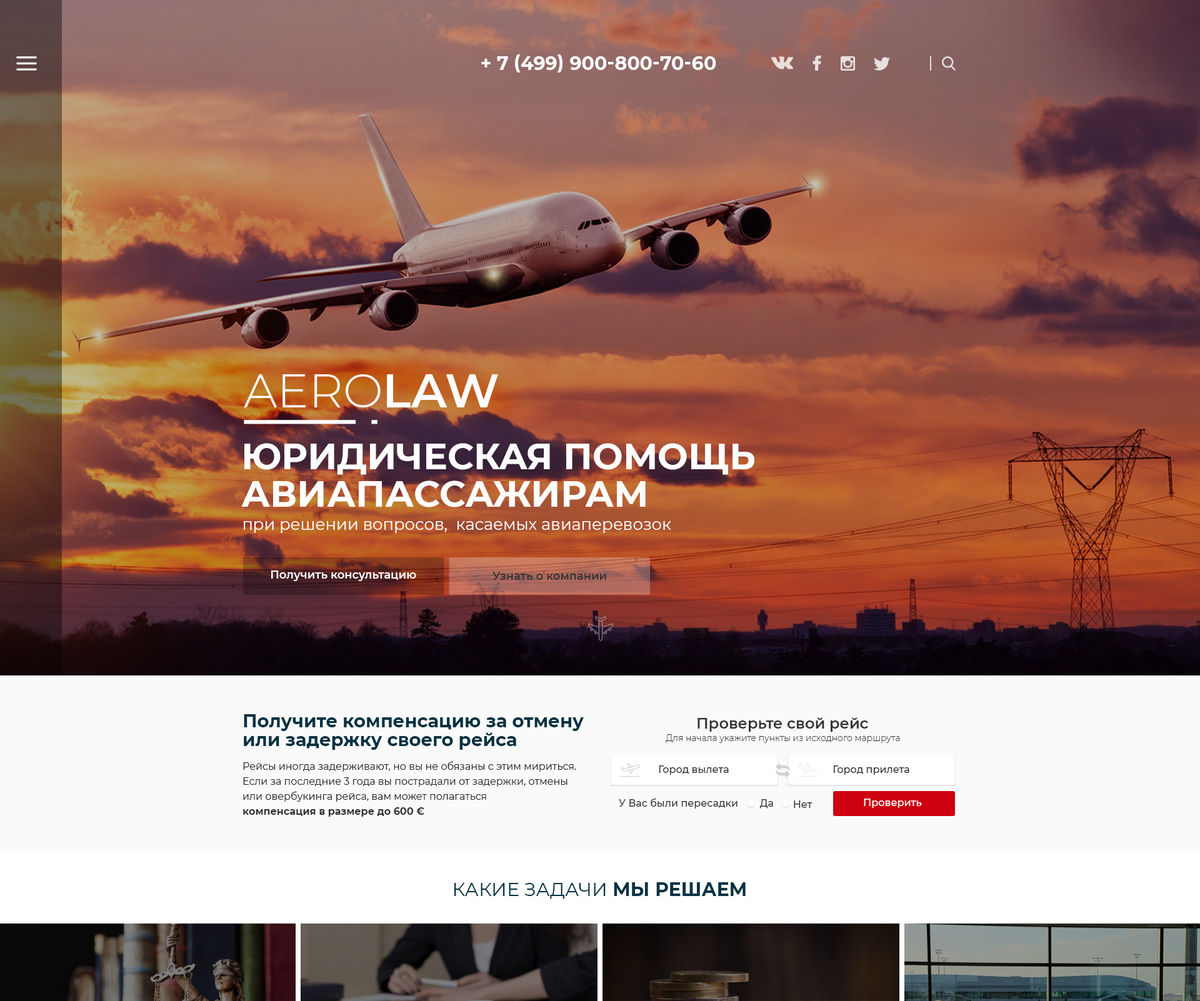 + 7 (499) 900-800-70-60
AEROLAW
ЮРИДИЧЕСКАЯ ПОМОЩЬ
АВИАПАССАЖИРАМ
при решении вопросов, касаемых авиаперевозок
Получить консультацию
Узнать о компании
Получите компенсацию за отмену
или задержку своего рейса
Рейсы иногда задерживают, но вы не обязаны с этим мириться.
Если за последние 3 года вы пострадали от задержки, отмены
или овербукинга рейса, вам может полагаться
компенсация в размере до 600 €
Проверьте свой рейс
Для начала укажите пункты из исходного маршрута
Город вылета
Город прилета
У Вас были пересадки Да Нет
Проверить
КАКИЕ ЗАДАЧИ МЫ РЕШАЕМ